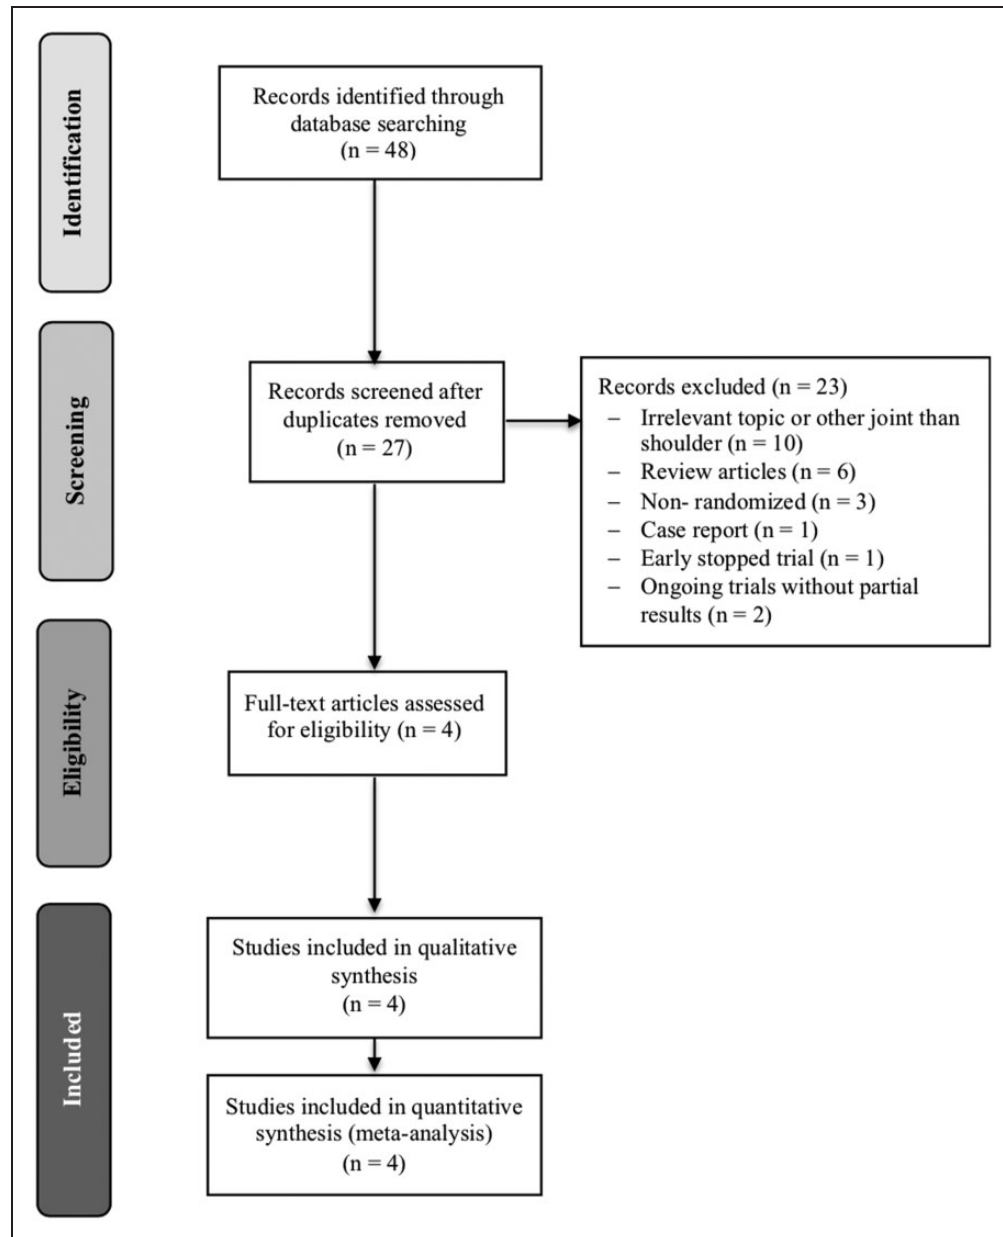 Identification
Records identified through
database searching
(n = 48)
Screening
Records screened after
duplicates removed
(n = 27)
Records excluded (n = 23)
– Irrelevant topic or other joint than
shoulder (n = 10)
– Review articles (n = 6)
– Non- randomized (n = 3)
– Case report (n = 1)
– Early stopped trial (n = 1)
– Ongoing trials without partial
results (n = 2)
Eligibility
Full-text articles assessed
for eligibility (n = 4)
Included
Studies included in qualitative
synthesis
(n = 4)
Studies included in quantitative
synthesis (meta-analysis)
(n = 4)